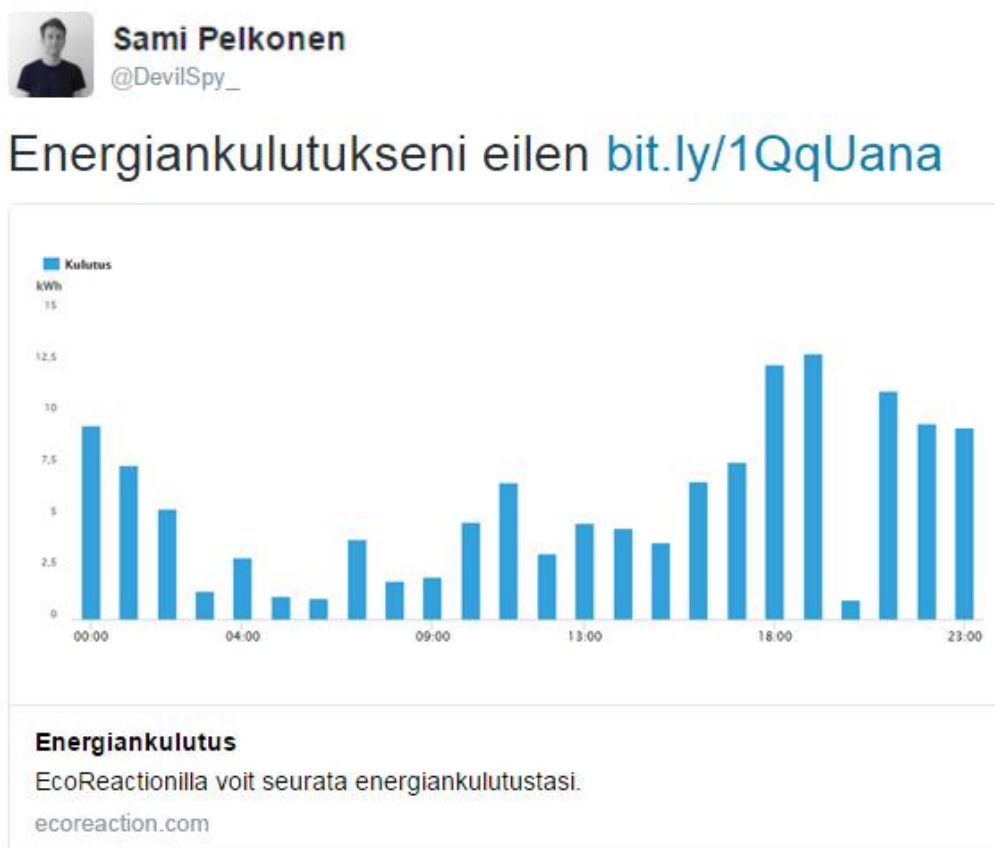 Sami Pelkonen
@DevilSpy_
Energiankulutukseni eilen bit.ly/1QqUana
Kulutus
kWh
15
12,5
10
7,5
5
2,5
0
00:00 04:00 09:00 13:00 18:00 23:00
Energiankulutus
EcoReactionilla voit seurata energiankulutustasi.
ecoreaction.com